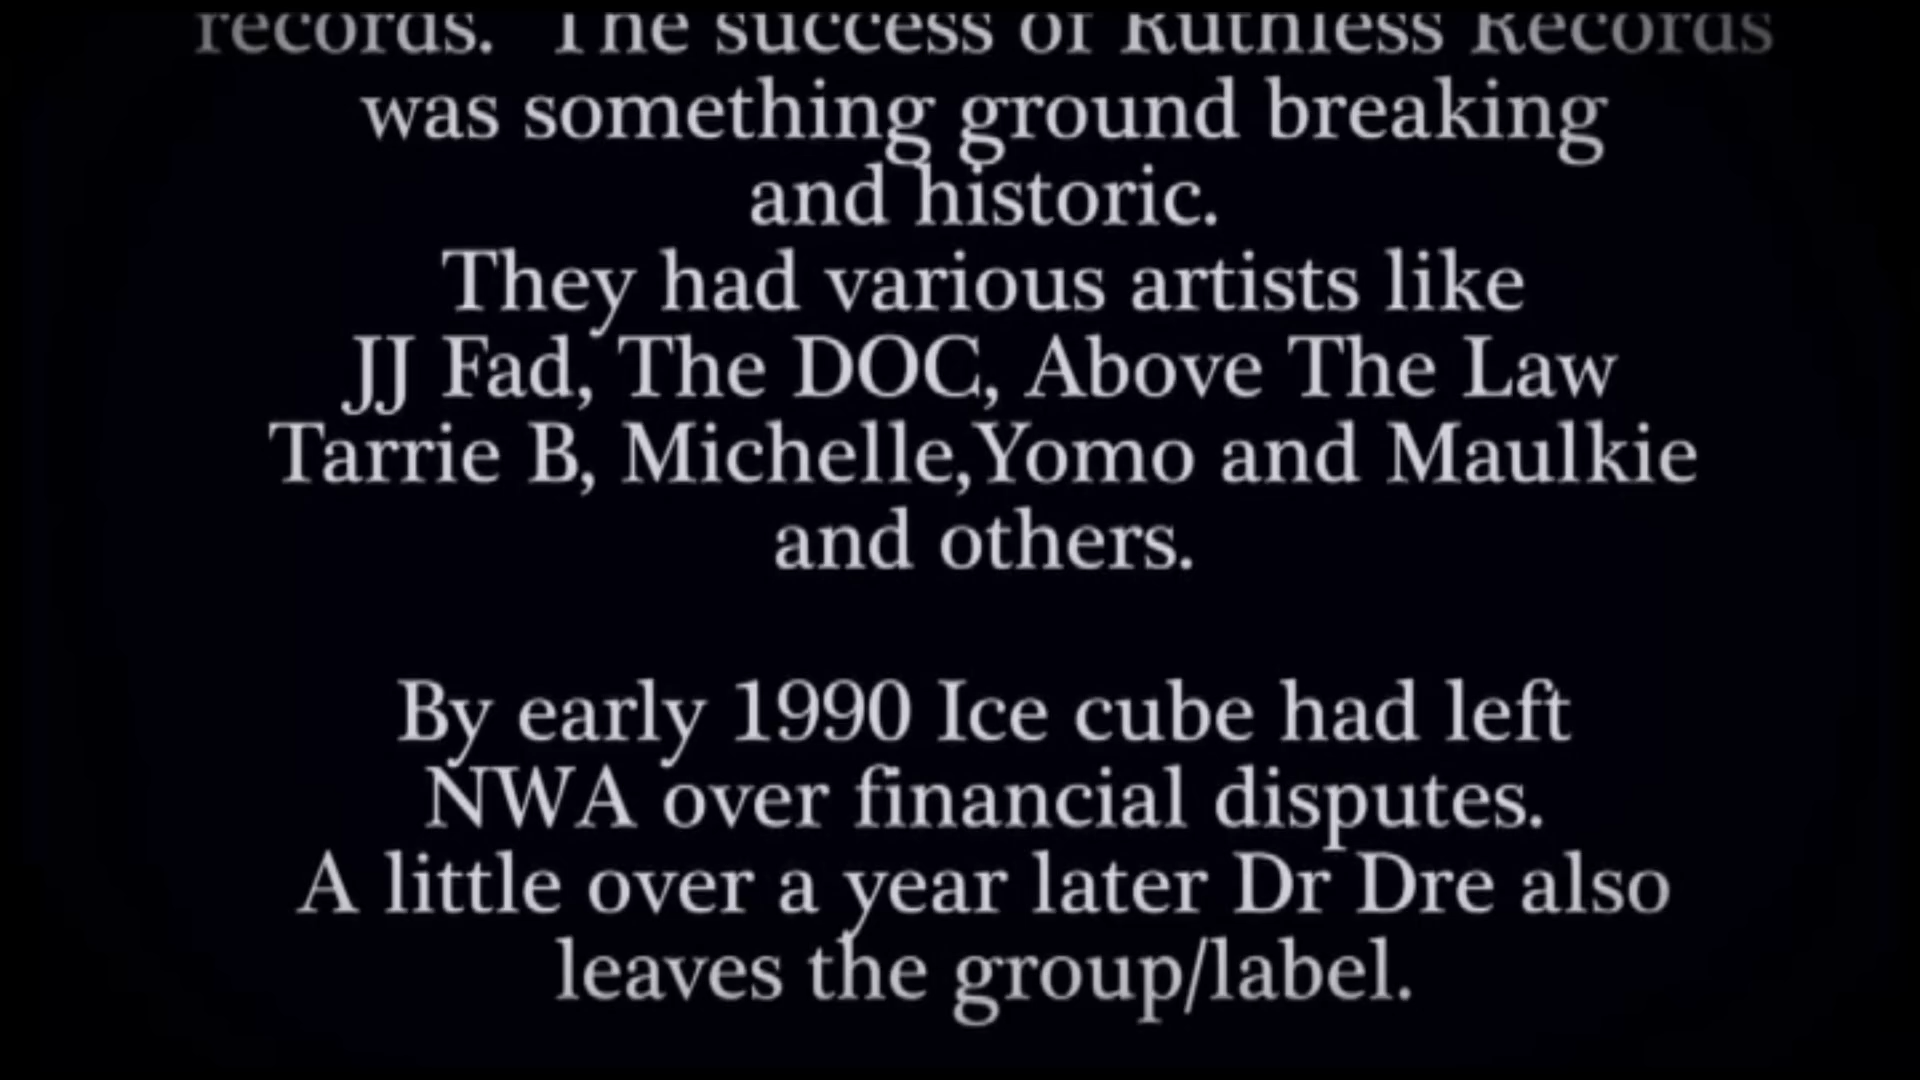 records. The success of Ruthless Records
was something ground breaking
and historic.
They had various artists like
JJ Fad, The DOC, Above The Law
Tarrie B, Michelle,Yomo and Maulkie
and others.
By early 1990 Ice cube had left
NWA over financial disputes.
A little over a year later Dr Dre also
leaves the group/label.